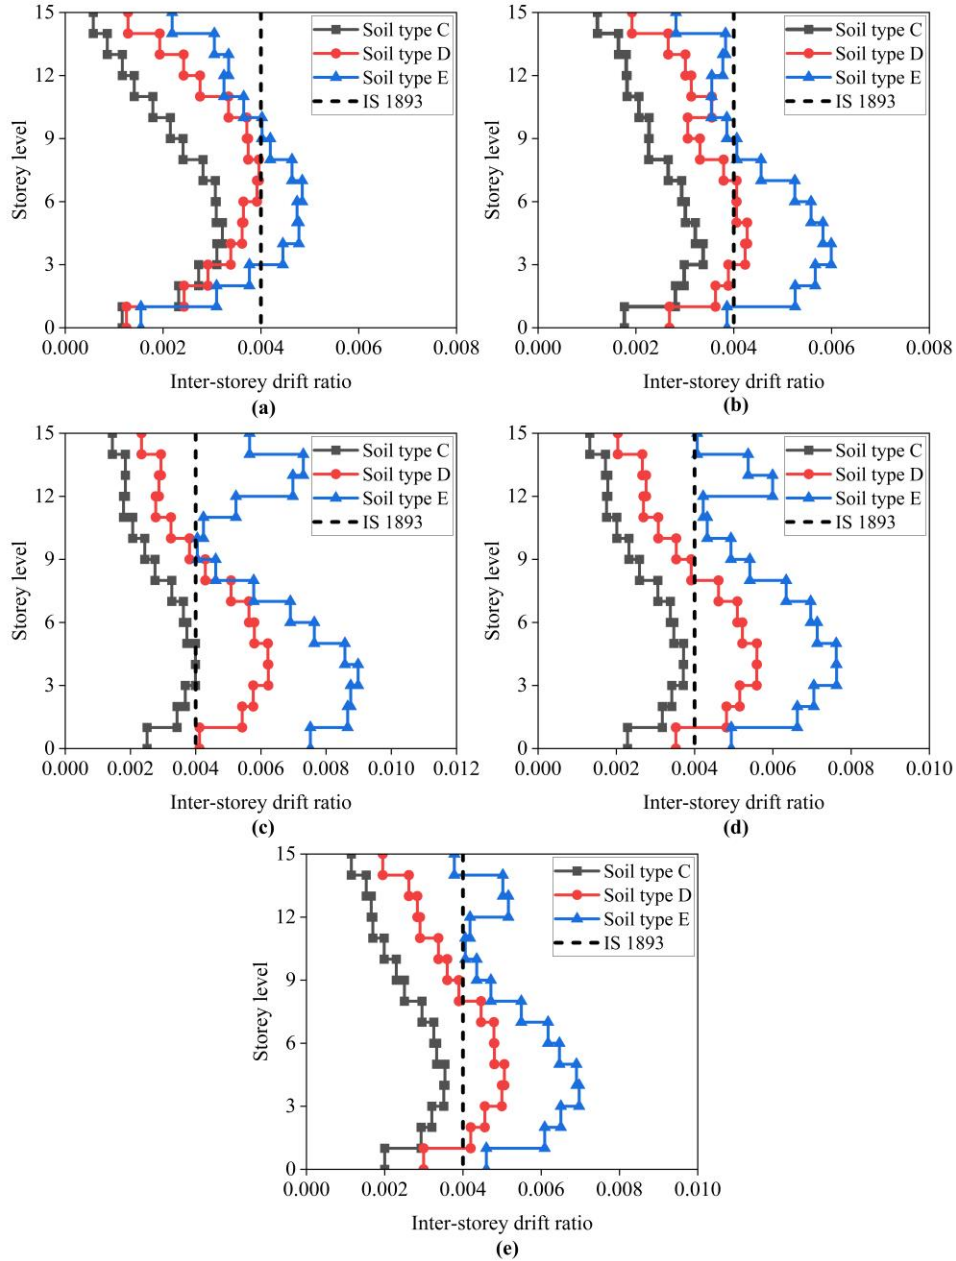 15
12
9
6
3
0
Storey level
Soil type C
Soil type D
Soil type E
IS 1893
0.000 0.002 0.004 0.006 0.008
Inter-storey drift ratio
(a)
15
12
9
6
3
0
Storey level
Soil type C
Soil type D
Soil type E
IS 1893
0.000 0.002 0.004 0.006 0.008
Inter-storey drift ratio
(b)
15
12
9
6
3
0
Storey level
Soil type C
Soil type D
Soil type E
IS 1893
0.000 0.002 0.004 0.006 0.008 0.010 0.012
Inter-storey drift ratio
(c)
15
12
9
6
3
0
Storey level
Soil type C
Soil type D
Soil type E
IS 1893
0.000 0.002 0.004 0.006 0.008 0.010
Inter-storey drift ratio
(d)
15
12
9
6
3
0
Storey level
Soil type C
Soil type D
Soil type E
IS 1893
0.000 0.002 0.004 0.006 0.008 0.010
Inter-storey drift ratio
(e)